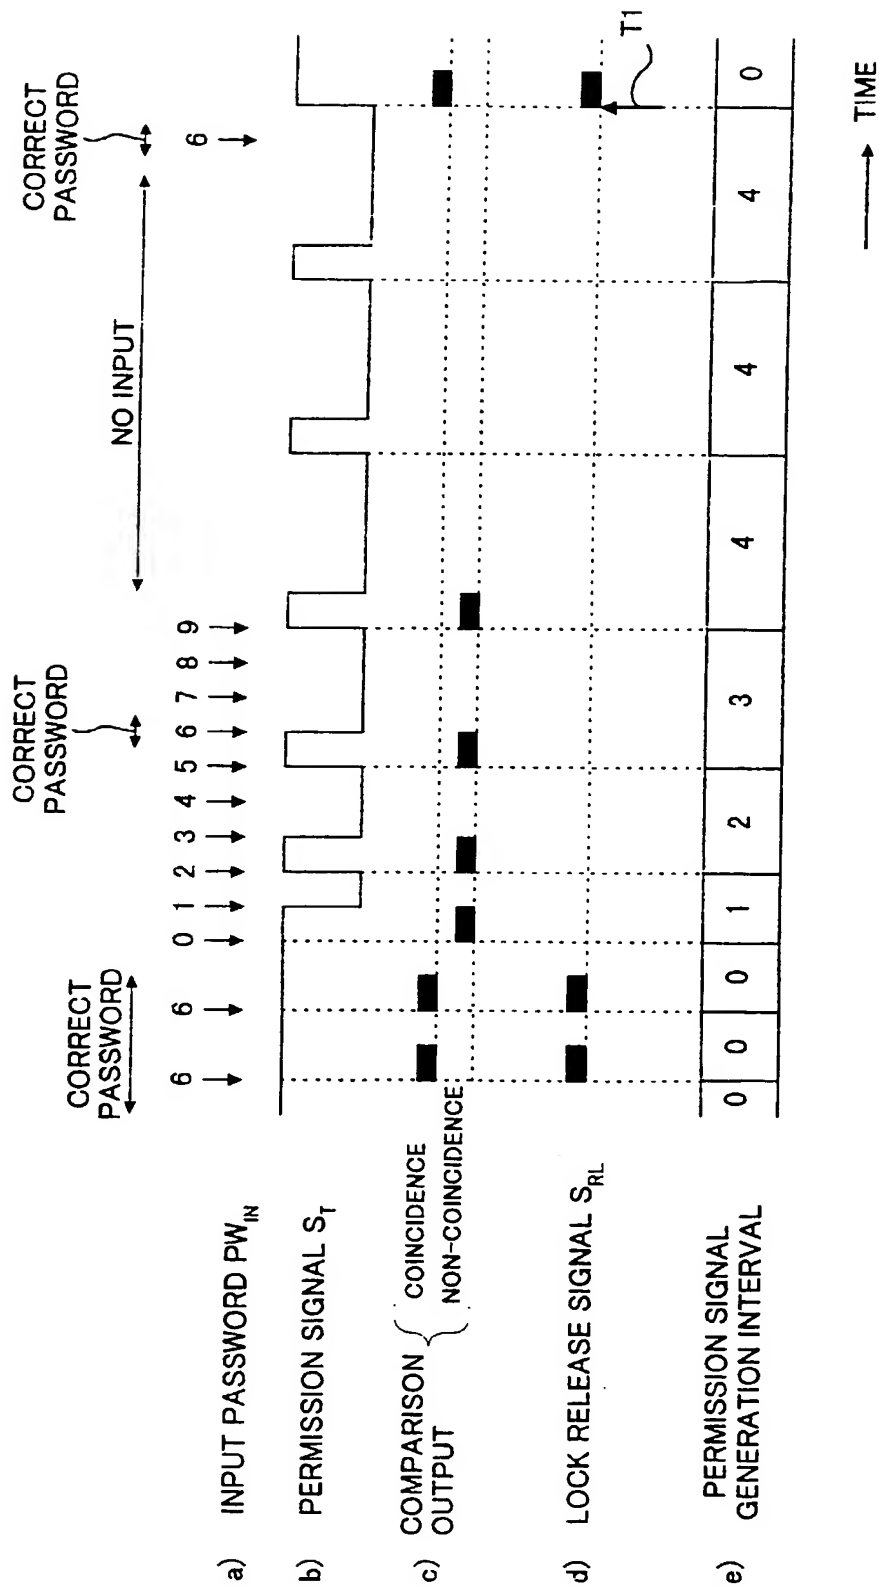 CORRECT
PASSWORD
CORRECT
PASSWORD
NO INPUT
CORRECT
PASSWORD
a) INPUT PASSWORD PW_IN
6 6 0 1 2 3 4 5 6 7 8 9 6
b) PERMISSION SIGNAL S_T
c) COMPARISON
OUTPUT
COINCIDENCE
NON-COINCIDENCE
d) LOCK RELEASE SIGNAL S_RL
T1
e) PERMISSION SIGNAL
GENERATION INTERVAL
0 0 0 1 2 3 4 4 4 0
TIME